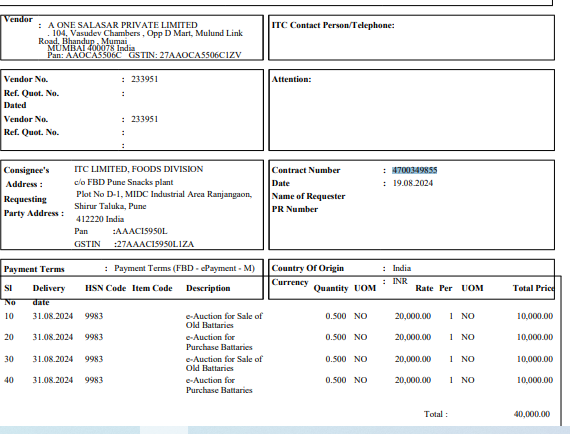 Vendor : A ONE SALASAR PRIVATE LIMITED
. 104, Vasudev Chambers , Opp D Mart, Mulund Link
Road, Bhandup , Mumai
MUMBAI 400078 India
Pan: AAOCA5506C GSTIN: 27AAOCA5506C1ZV
ITC Contact Person/Telephone:
Vendor No. : 233951
Ref. Quot. No. :
Dated
Vendor No. : 233951
Ref. Quot. No. :
:
Attention:
Consignee's ITC LIMITED, FOODS DIVISION
Address : c/o FBD Pune Snacks plant
Requesting Plot No D-1, MIDC Industrial Area Ranjangaon,
Party Address : Shirur Taluka, Pune
412220 India
Pan :AAACI5950L
GSTIN :27AAACI5950L1ZA
Contract Number : 4700349855
Date : 19.08.2024
Name of Requester
PR Number
Payment Terms : Payment Terms (FBD - ePayment - M)
Country Of Origin : India
Currency : INR
Sl No Delivery date HSN Code Item Code Description Quantity UOM Rate Per UOM Total Price
10 31.08.2024 9983 e-Auction for Sale of 0.500 NO 20,000.00 1 NO 10,000.00
Old Battaries
20 31.08.2024 9983 e-Auction for 0.500 NO 20,000.00 1 NO 10,000.00
Purchase Battaries
30 31.08.2024 9983 e-Auction for Sale of 0.500 NO 20,000.00 1 NO 10,000.00
Old Battaries
40 31.08.2024 9983 e-Auction for 0.500 NO 20,000.00 1 NO 10,000.00
Purchase Battaries
Total : 40,000.00